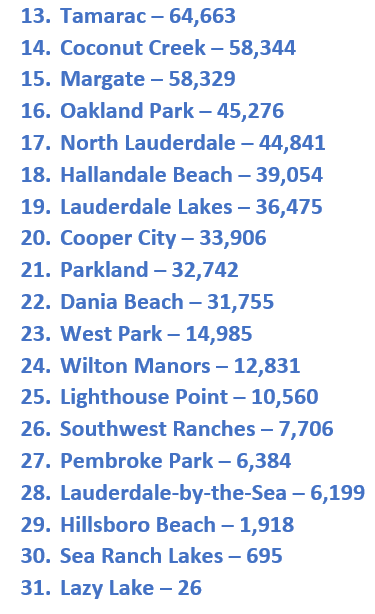 13. Tamarac – 64,663
14. Coconut Creek – 58,344
15. Margate – 58,329
16. Oakland Park – 45,276
17. North Lauderdale – 44,841
18. Hallandale Beach – 39,054
19. Lauderdale Lakes – 36,475
20. Cooper City – 33,906
21. Parkland – 32,742
22. Dania Beach – 31,755
23. West Park – 14,985
24. Wilton Manors – 12,831
25. Lighthouse Point – 10,560
26. Southwest Ranches – 7,706
27. Pembroke Park – 6,384
28. Lauderdale-by-the-Sea – 6,199
29. Hillsboro Beach – 1,918
30. Sea Ranch Lakes – 695
31. Lazy Lake – 26